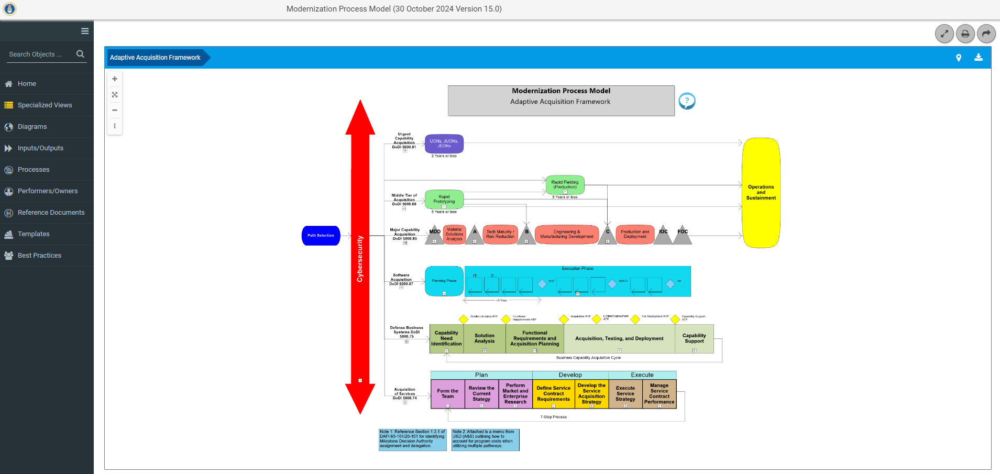 Modernization Process Model (30 October 2024 Version 15.0)
Search Objects ...
Home
Specialized Views
Diagrams
Inputs/Outputs
Processes
Performers/Owners
Reference Documents
Templates
Best Practices
Adaptive Acquisition Framework
Modernization Process Model
Adaptive Acquisition Framework
?
Path Selection
Cybersecurity
Urgent
Capability
Acquisition
DoDI 5000.81
UONs, JUONs,
JEONs
2 Years or less
Rapid Fielding
(Production)
5 Years or less
Middle Tier of
Acquisition
DoDI 5000.80
Rapid
Prototyping
5 Years or less
Operations
and
Sustainment
Major Capability
Acquisition
DoDI 5000.85
MDD
Materiel
Solutions
Analysis
A
Tech Maturity /
Risk Reduction
B
Engineering &
Manufacturing Development
C
Production and
Deployment
IOC
FOC
Software
Acquisition
DoDI 5000.87
Planning Phase
Execution Phase
I1
I2
MVP
MVCR
Rn
<1 Year
Defense Business
Systems DoDI
5000.75
Solution Analysis ATP
Functional
Requirements ATP
Acquisition ATP
Limited Deployment
ATP
Full Deployment ATP
Capability Support
ATP
Capability
Need
Identification
Solution
Analysis
Functional
Requirements and
Acquisition Planning
Acquisition, Testing, and Deployment
Capability
Support
Business Capability Acquisition Cycle
Acquisition
of Services
DoDI 5000.74
Plan
Develop
Execute
Form the
Team
Review the
Current
Stategy
Perform
Market and
Enterprise
Research
Define Service
Contract
Requirements
Develop the
Service
Acquisition
Strategy
Execute
Service
Strategy
Manage
Service
Contract
Performance
7-Step Process
Note 1: Reference Section 1.3.1 of
DAFI 63-101/20-101 for identifying
Milestone Decision Authority
assignment and delegation.
Note 2: Attached is a memo from
USD (A&S) outlining how to
account for program costs when
utilizing multiple pathways.